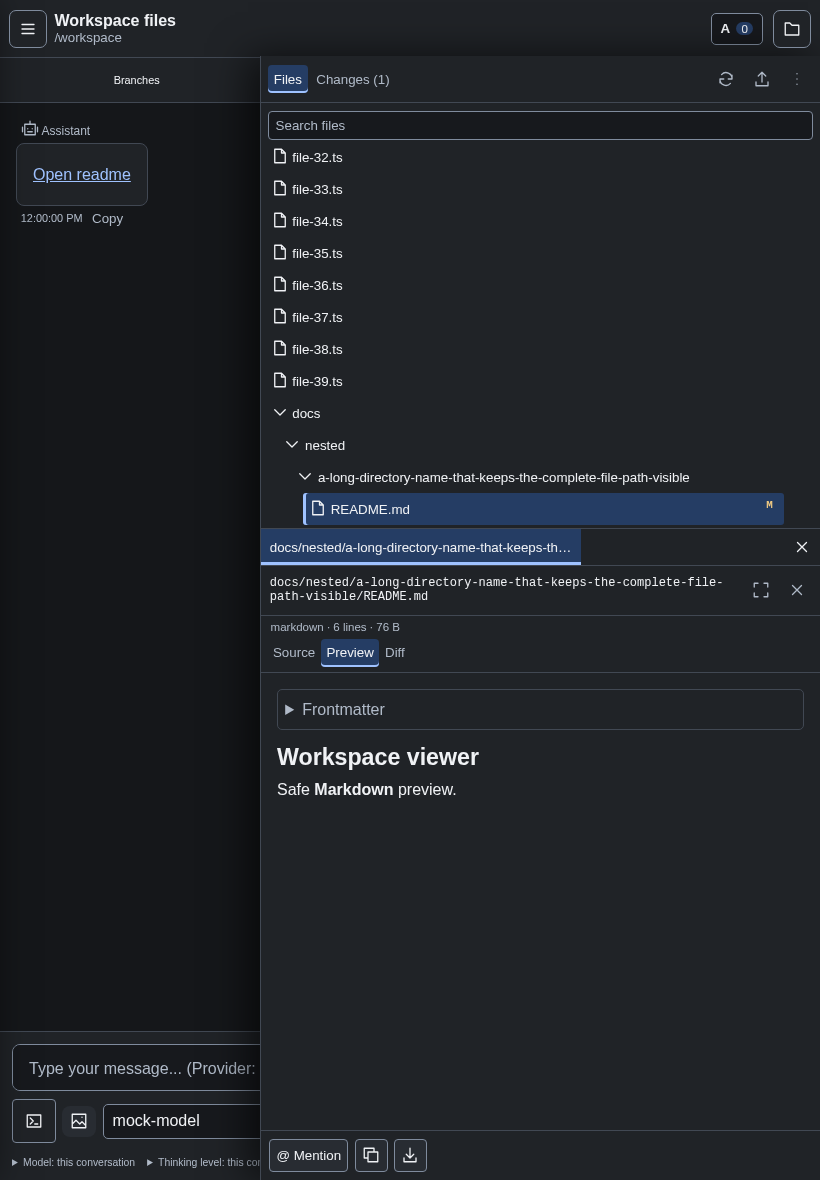 Workspace files
/workspace
A 0
Branches
Files Changes (1)
Search files
Assistant
Open readme
12:00:00 PM Copy
file-32.ts
file-33.ts
file-34.ts
file-35.ts
file-36.ts
file-37.ts
file-38.ts
file-39.ts
docs
nested
a-long-directory-name-that-keeps-the-complete-file-path-visible
README.md M
docs/nested/a-long-directory-name-that-keeps-th…
docs/nested/a-long-directory-name-that-keeps-the-complete-file-
path-visible/README.md
markdown · 6 lines · 76 B
Source Preview Diff
Frontmatter
Workspace viewer
Safe Markdown preview.
Type your message... (Provider:
mock-model
Model: this conversation Thinking level: this con
@ Mention